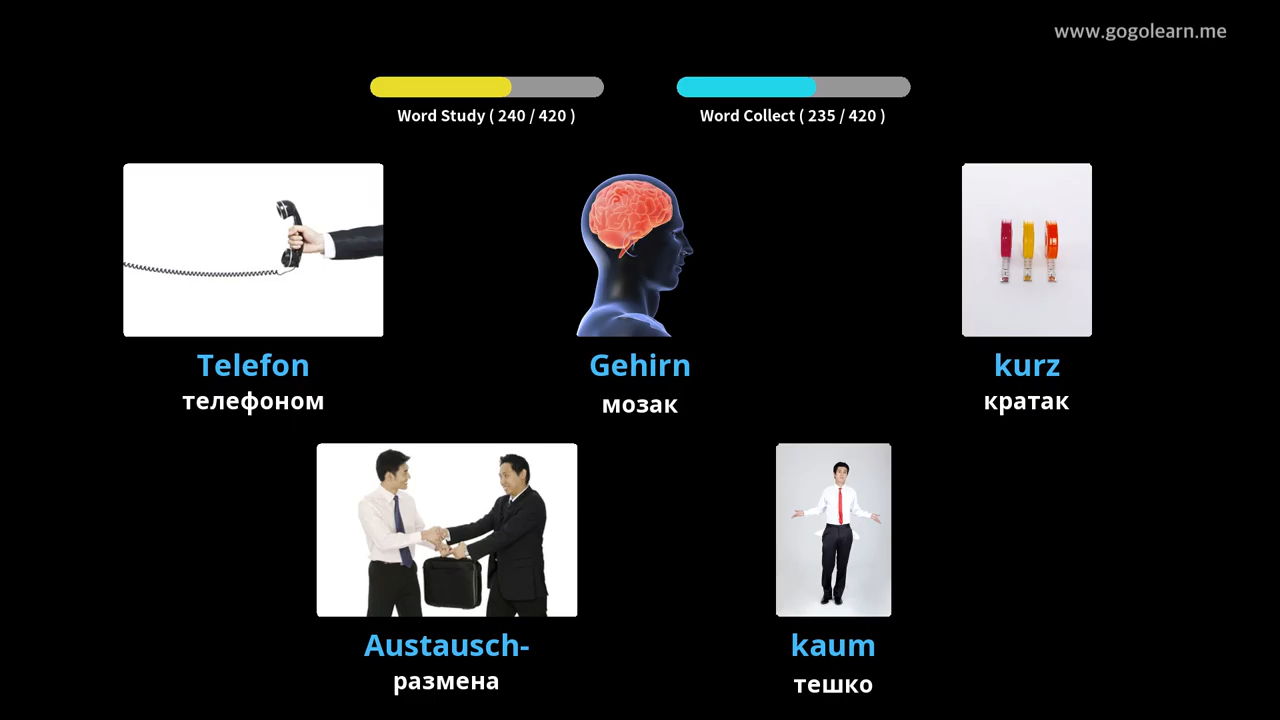 www.gogolearn.me
Word Study ( 240 / 420 )
Word Collect ( 235 / 420 )
Telefon
телефоном
Gehirn
мозак
kurz
кратак
Austausch-
размена
kaum
тешко